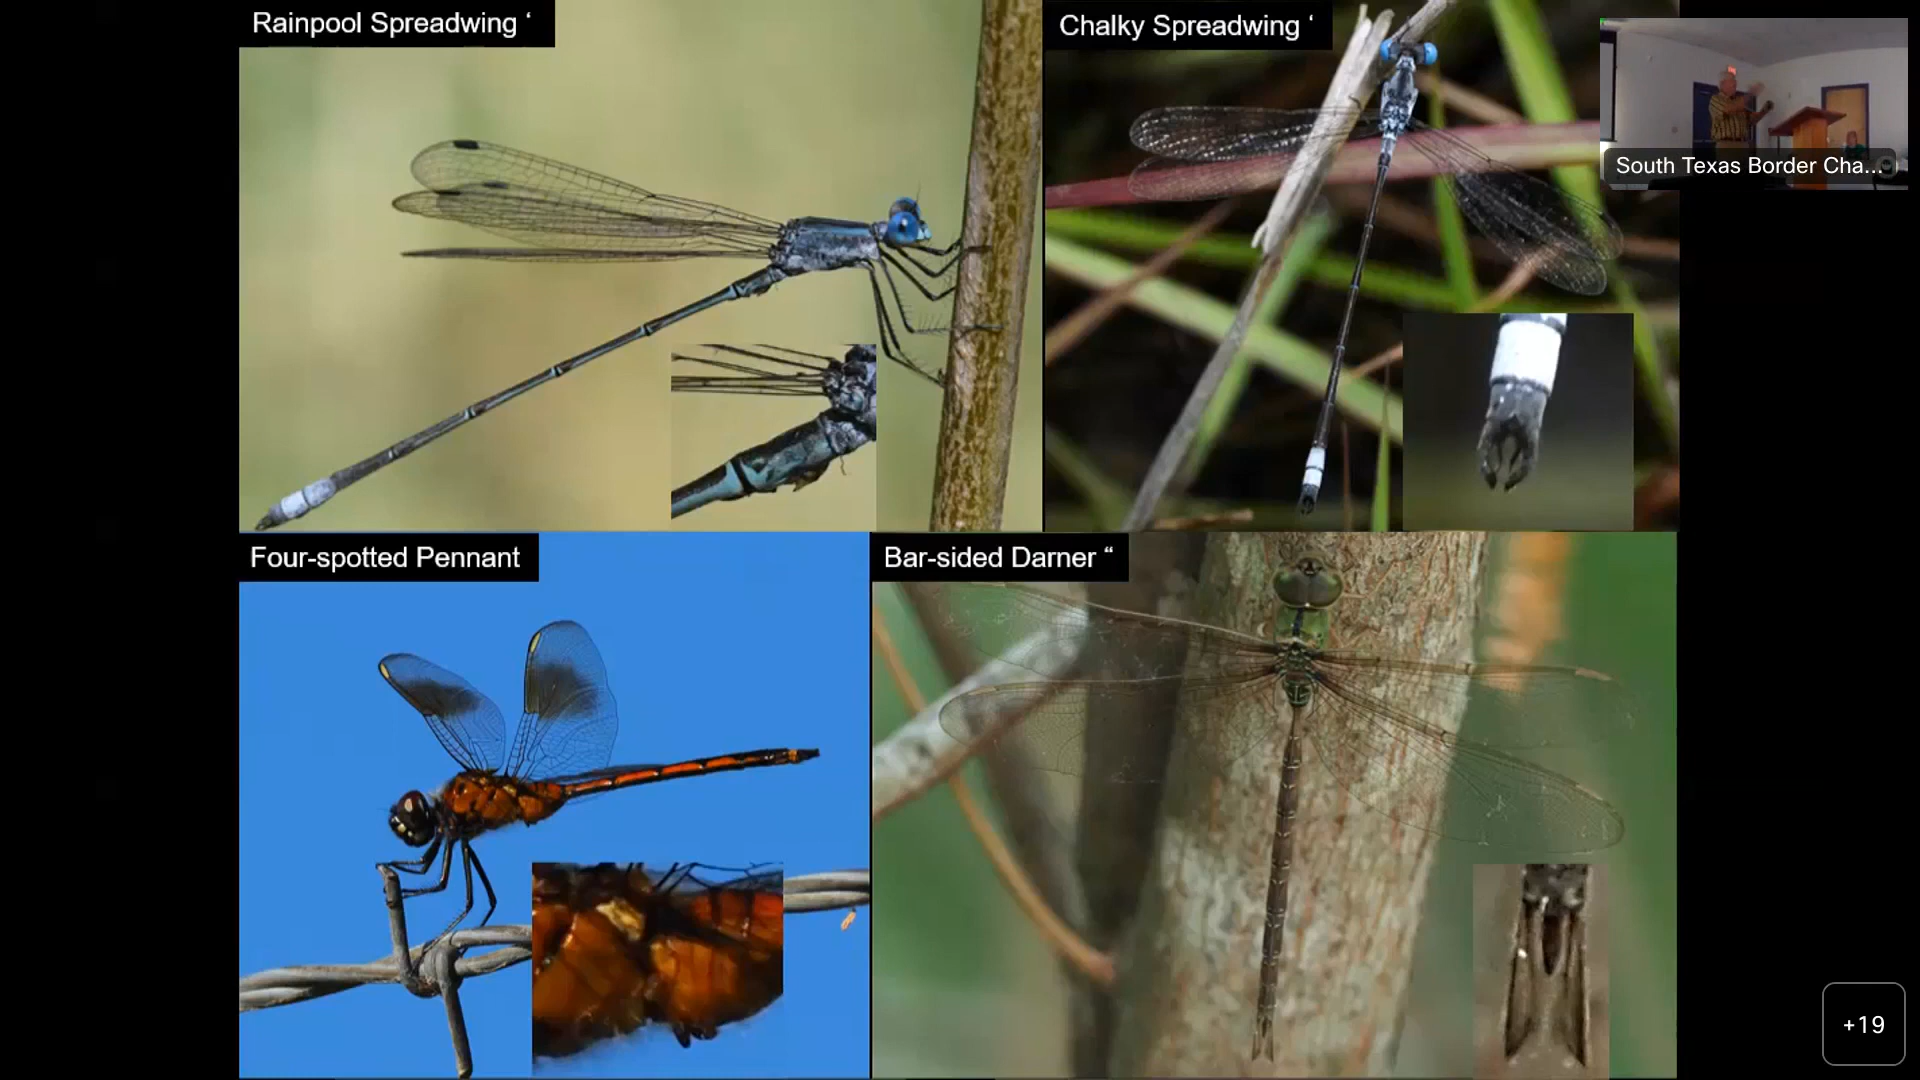 Rainpool Spreadwing ‘
Chalky Spreadwing ‘
South Texas Border Cha...
Four-spotted Pennant
Bar-sided Darner “
+19